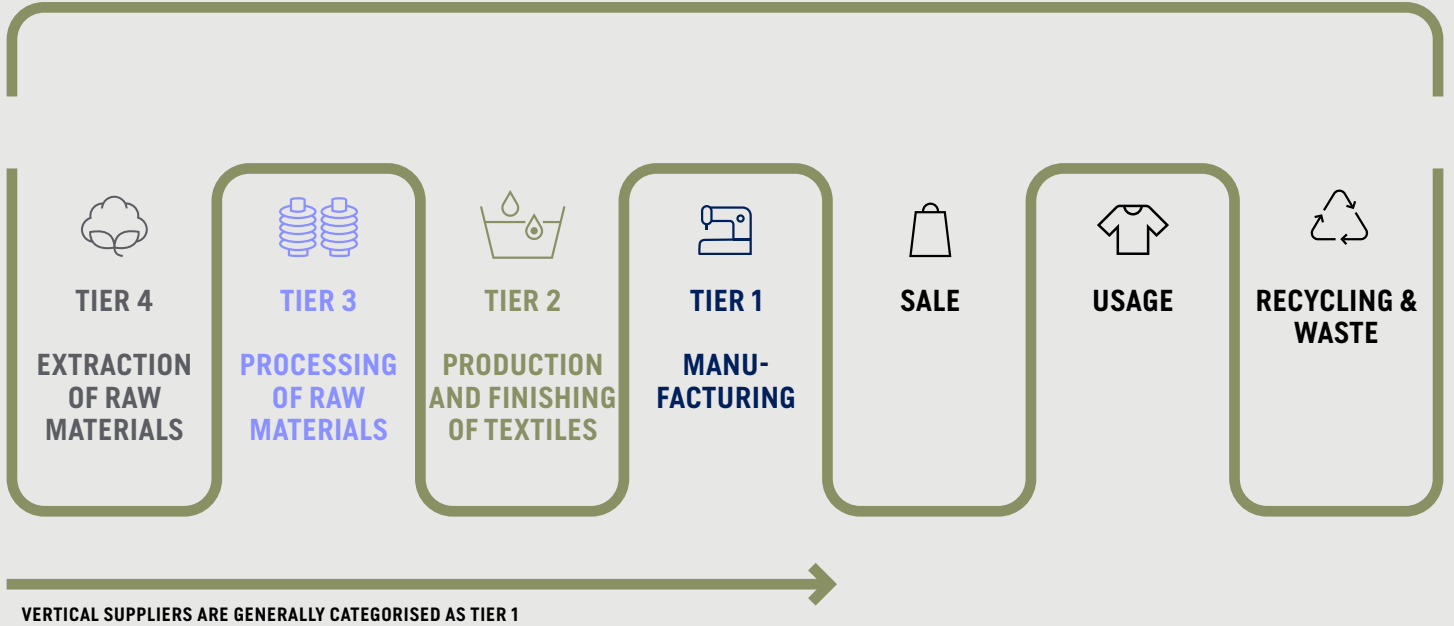 TIER 4
EXTRACTION
OF RAW
MATERIALS
TIER 3
PROCESSING
OF RAW
MATERIALS
TIER 2
PRODUCTION
AND FINISHING
OF TEXTILES
TIER 1
MANU-
FACTURING
SALE
USAGE
RECYCLING &
WASTE
VERTICAL SUPPLIERS ARE GENERALLY CATEGORISED AS TIER 1